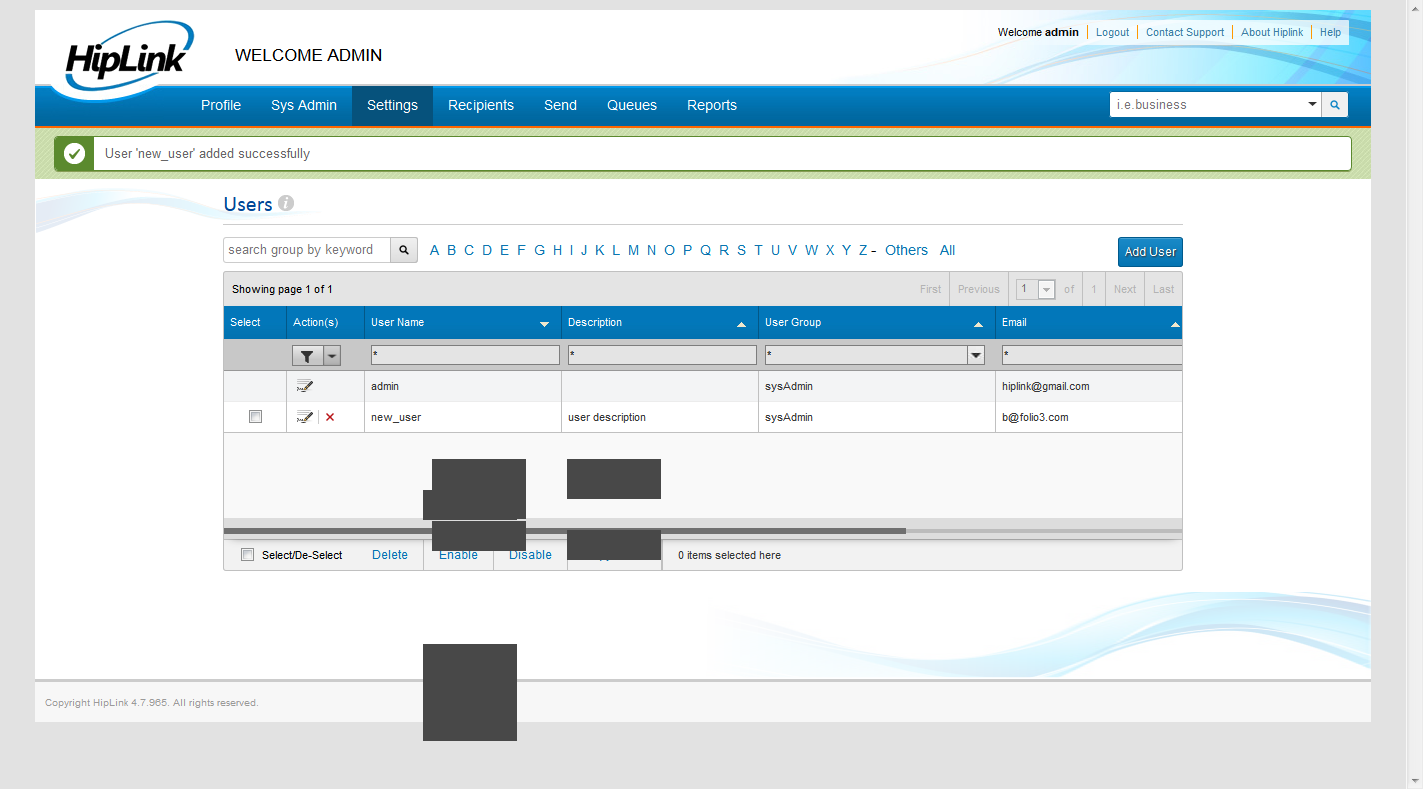 HipLink
WELCOME ADMIN
Welcome admin Logout Contact Support About Hiplink Help
Profile Sys Admin Settings Recipients Send Queues Reports i.e.business
User 'new_user' added successfully
Users i
search group by keyword A B C D E F G H I J K L M N O P Q R S T U V W X Y Z - Others All Add User
Showing page 1 of 1 First Previous 1 of 1 Next Last
Select Action(s) User Name Description User Group Email
* * * *
admin sysAdmin hiplink@gmail.com
new_user user description sysAdmin b@folio3.com
Select/De-Select Delete Enable Disable 0 items selected here
Copyright HipLink 4.7.965. All rights reserved.